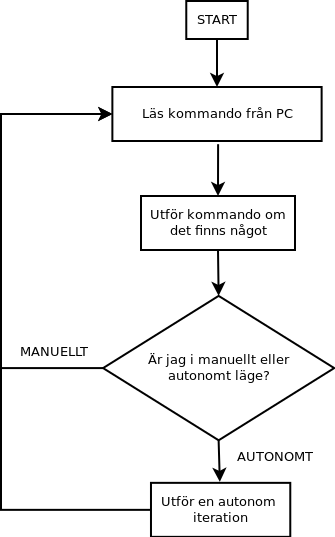 START
Läs kommando från PC
Utför kommando om
det finns något
Är jag i manuellt eller
autonomt läge?
MANUELLT
AUTONOMT
Utför en autonom
iteration